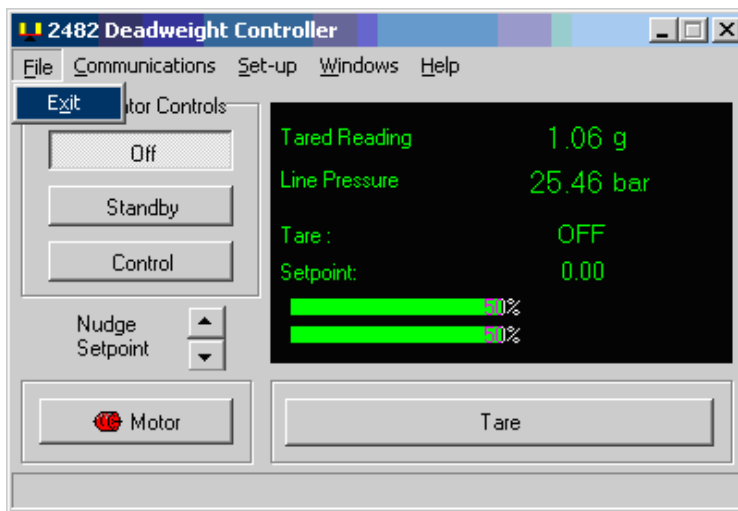 2482 Deadweight Controller
File Communications Set-up Windows Help
Exit
Controls
Off
Standby
Control
Nudge
Setpoint
Motor
Tared Reading 1.06 g
Line Pressure 25.46 bar
Tare : OFF
Setpoint: 0.00
50%
50%
Tare